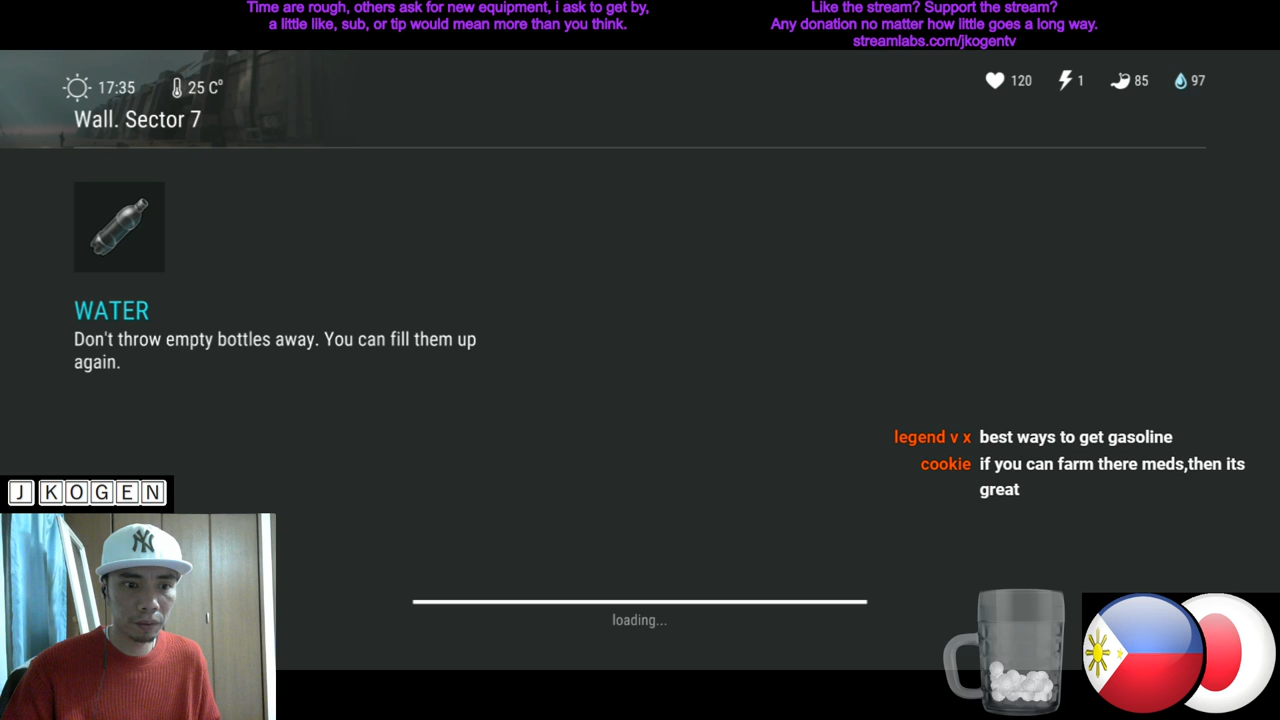 Time are rough, others ask for new equipment, i ask to get by,
a little like, sub, or tip would mean more than you think.
Like the stream? Support the stream?
Any donation no matter how little goes a long way.
streamlabs.com/jkogentv
17:35
25 C°
120
1
85
97
Wall. Sector 7
WATER
Don't throw empty bottles away. You can fill them up
again.
legend v x best ways to get gasoline
cookie if you can farm there meds,then its
great
J KOGEN
NY
loading...